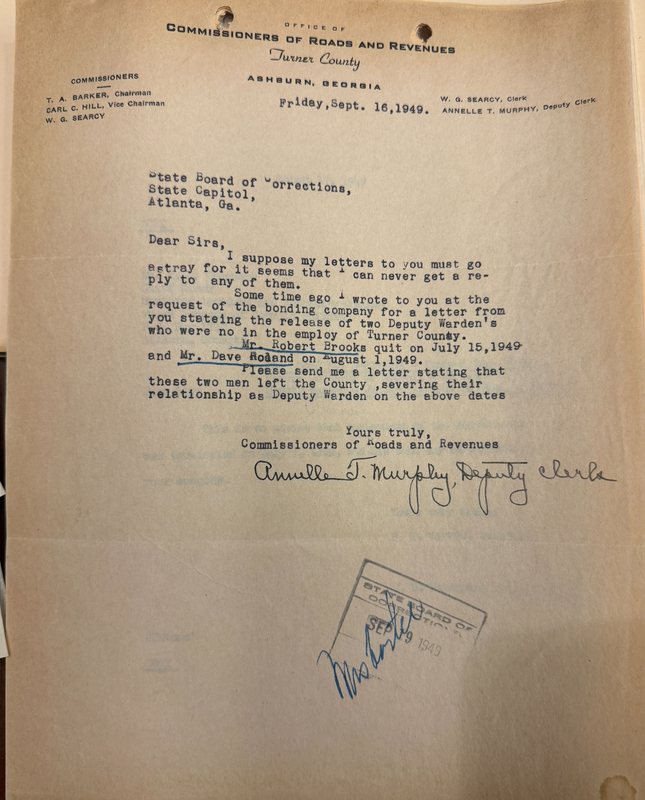 OFFICE OF
COMMISSIONERS OF ROADS AND REVENUES
Turner County
ASHBURN, GEORGIA
COMMISSIONERS
T. A. BARKER, Chairman
CARL C. HILL, Vice Chairman
W. G. SEARCY
W. G. SEARCY, Clerk
ANNELLE T. MURPHY, Deputy Clerk
Friday,Sept. 16,1949.
State Board of Corrections,
State Capitol,
Atlanta, Ga.
Dear Sirs,
I suppose my letters to you must go
astray for it seems that I can never get a re-
ply to any of them.
Some time ago I wrote to you at the
request of the bonding company for a letter from
you stateing the release of two Deputy Warden's
who were no in the employ of Turner County.
Mr. Robert Brooks quit on July 15,1949
and Mr. Dave Roland on August 1,1949.
Please send me a letter stating that
these two men left the County ,severing their
relationship as Deputy Warden on the above dates
Yours truly,
Commissioners of Roads and Revenues
Annelle T. Murphy, Deputy Clerk
STATE BOARD OF
CORRECTIONS
SEP 9 1949
Mrs